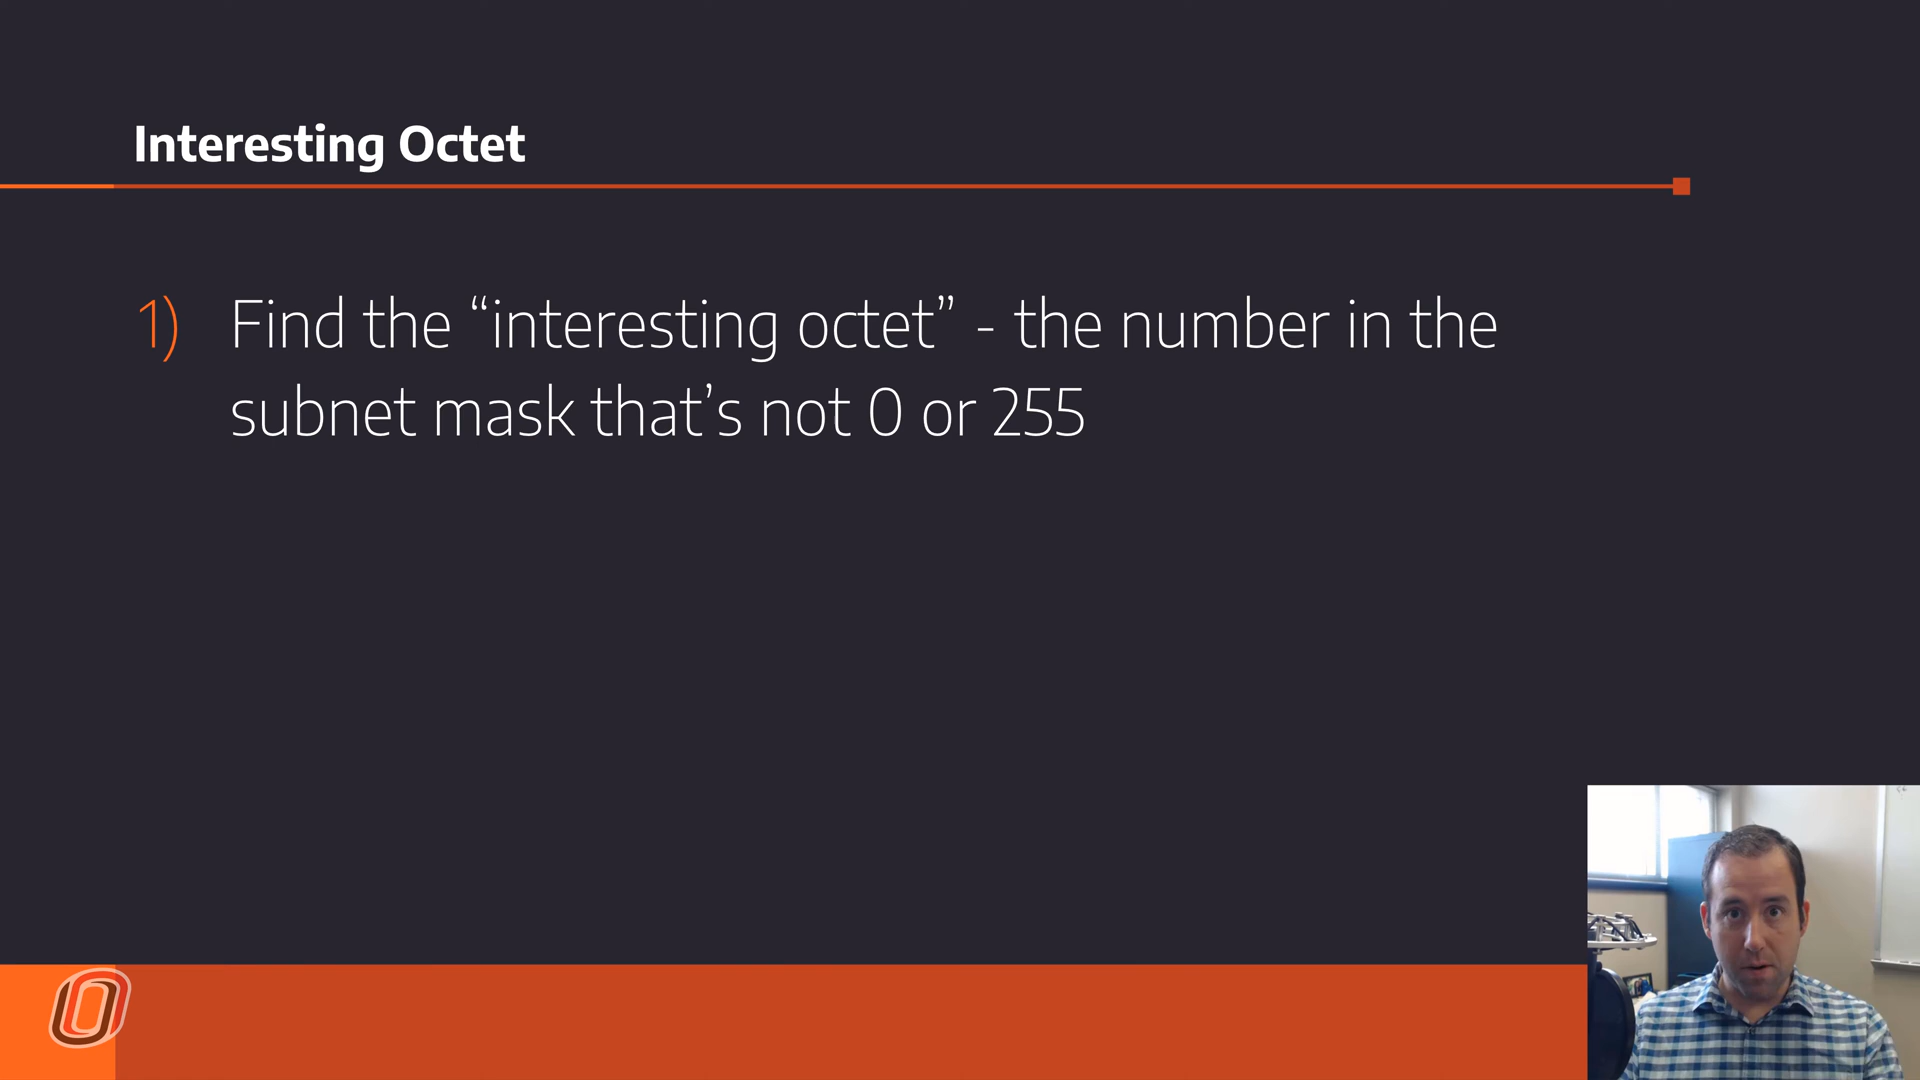 Interesting Octet
1) Find the “interesting octet” - the number in the
subnet mask that’s not 0 or 255
O